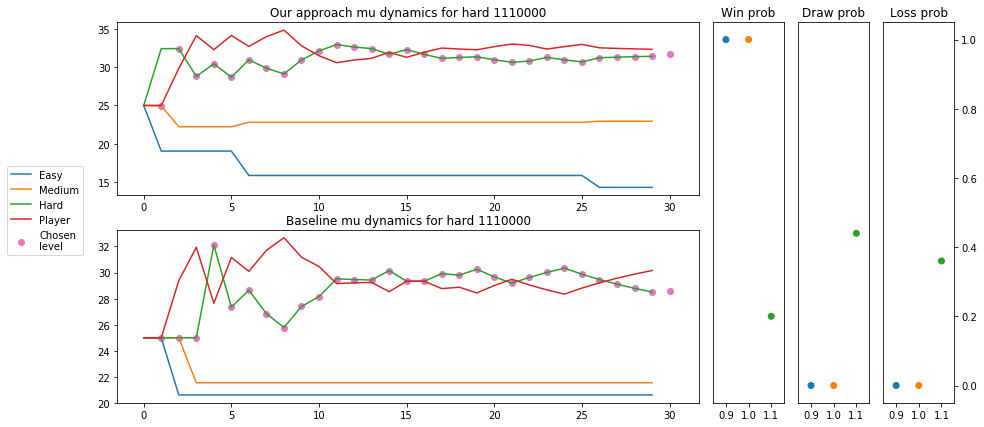 Our approach mu dynamics for hard 1110000
Win prob
Draw prob
Loss prob
35
30
25
20
15
0 5 10 15 20 25 30
Baseline mu dynamics for hard 1110000
32
30
28
26
24
22
20
0 5 10 15 20 25 30
Easy
Medium
Hard
Player
Chosen
level
0.9 1.0 1.1
0.9 1.0 1.1
0.9 1.0 1.1
1.0
0.8
0.6
0.4
0.2
0.0